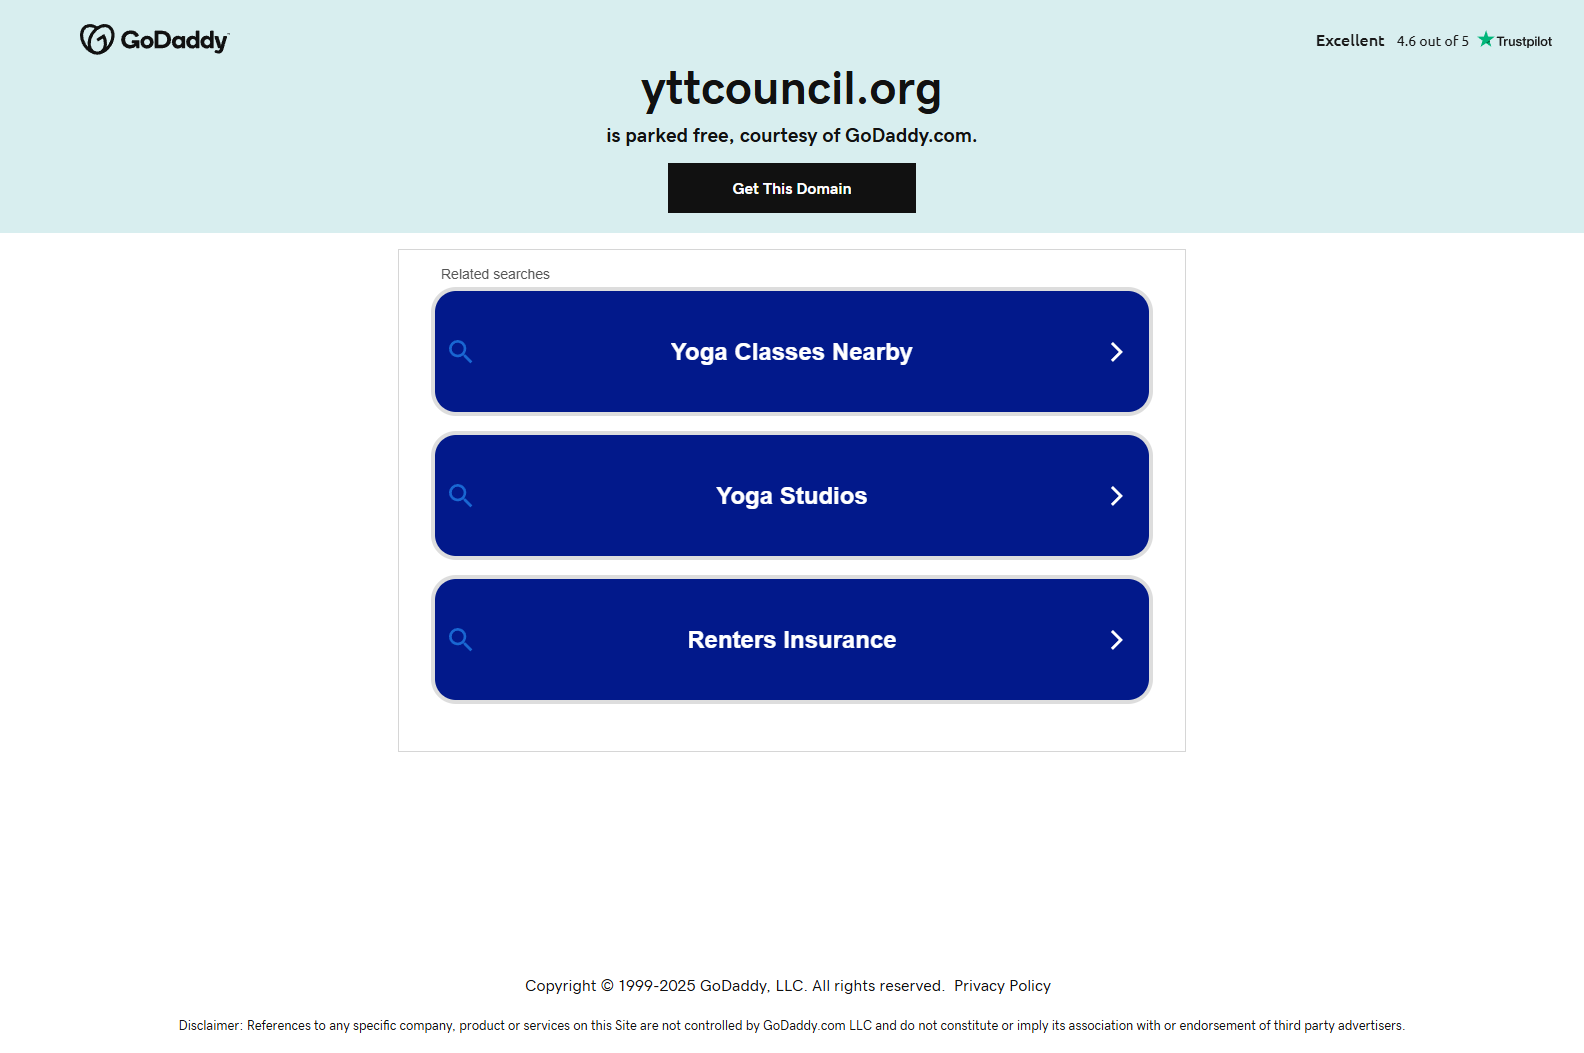 GoDaddy
Excellent 4.6 out of 5 Trustpilot
yttcouncil.org
is parked free, courtesy of GoDaddy.com.
Get This Domain
Related searches
Yoga Classes Nearby
Yoga Studios
Renters Insurance
Copyright © 1999-2025 GoDaddy, LLC. All rights reserved. Privacy Policy
Disclaimer: References to any specific company, product or services on this Site are not controlled by GoDaddy.com LLC and do not constitute or imply its association with or endorsement of third party advertisers.